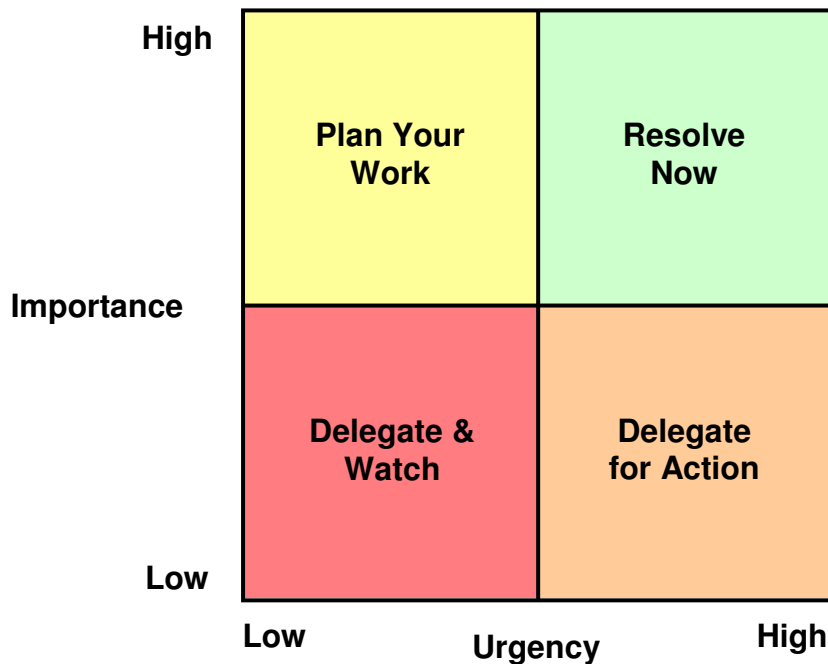 High
Plan Your
Work
Resolve
Now
Importance
Delegate &
Watch
Delegate
for Action
Low
Low
Urgency
High